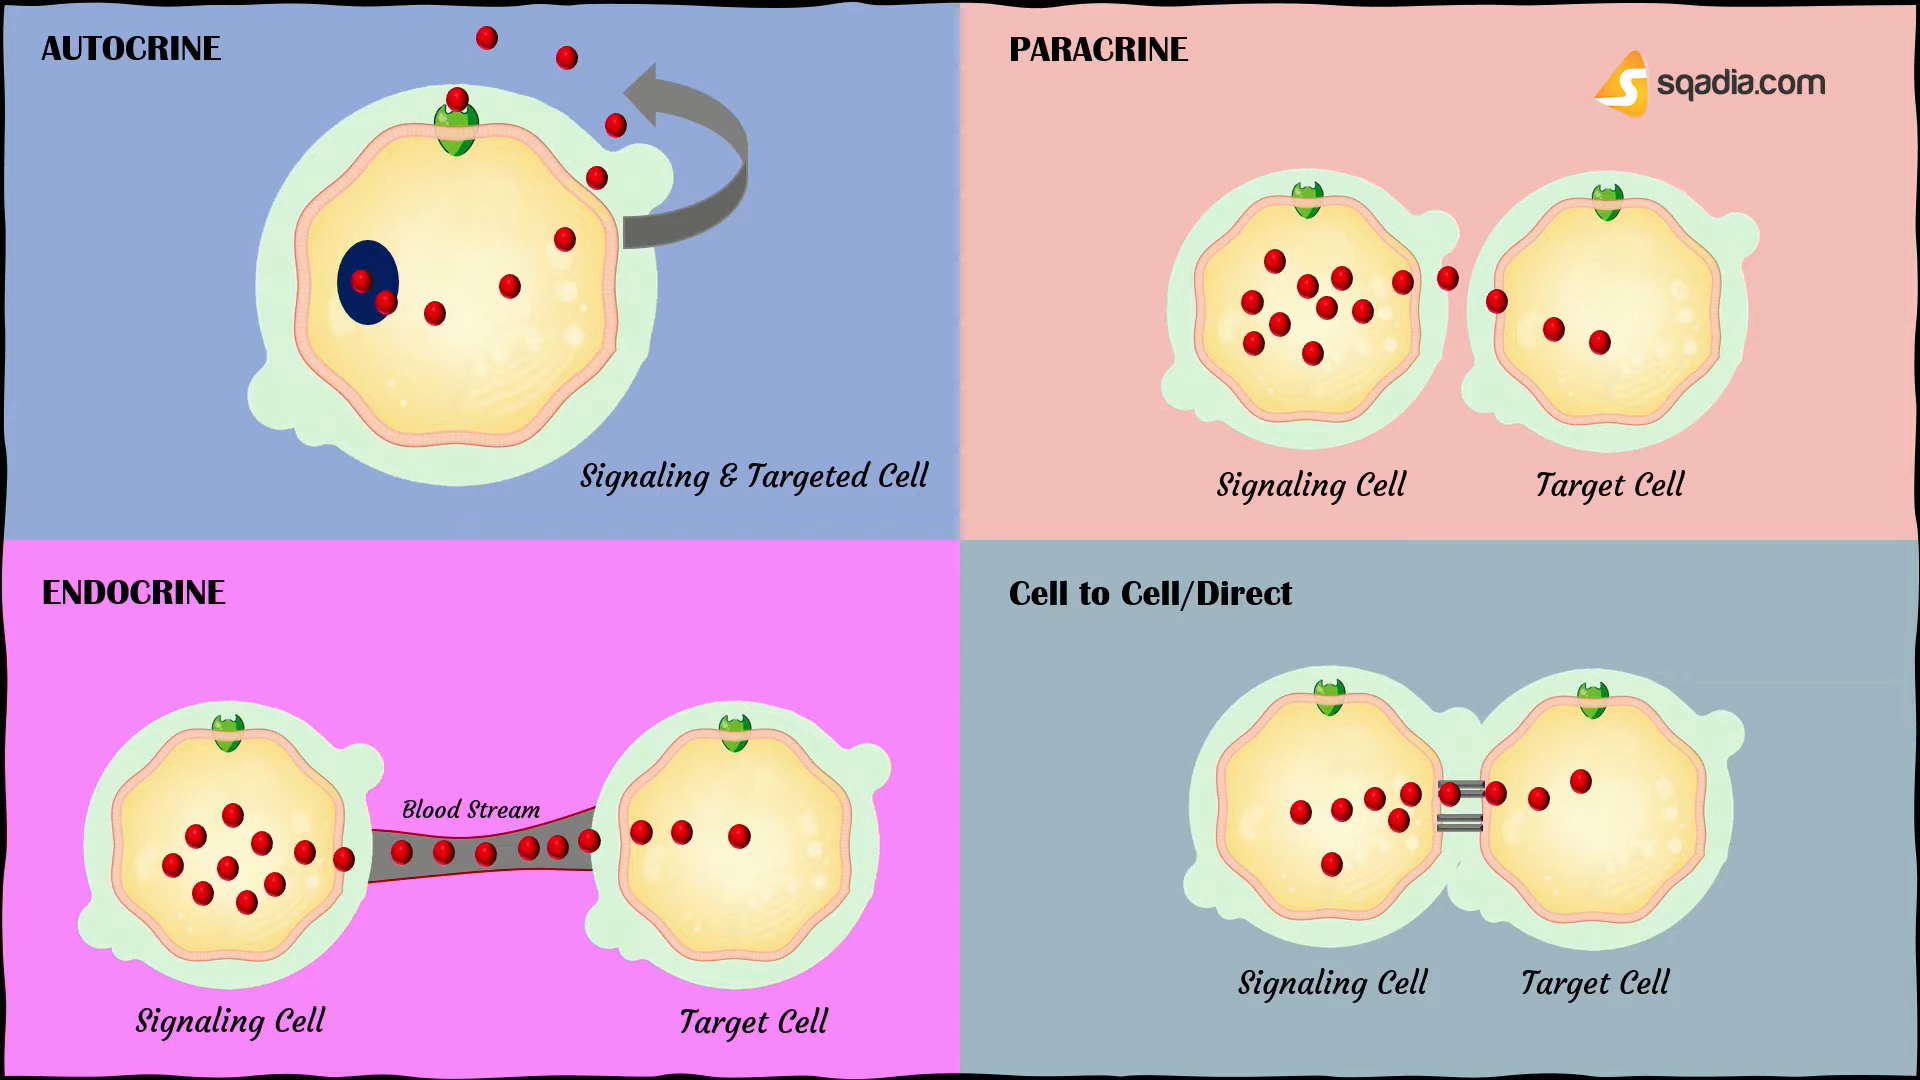 AUTOCRINE
Signaling & Targeted Cell
PARACRINE
sqadia.com
Signaling Cell
Target Cell
ENDOCRINE
Blood Stream
Signaling Cell
Target Cell
Cell to Cell/Direct
Signaling Cell
Target Cell